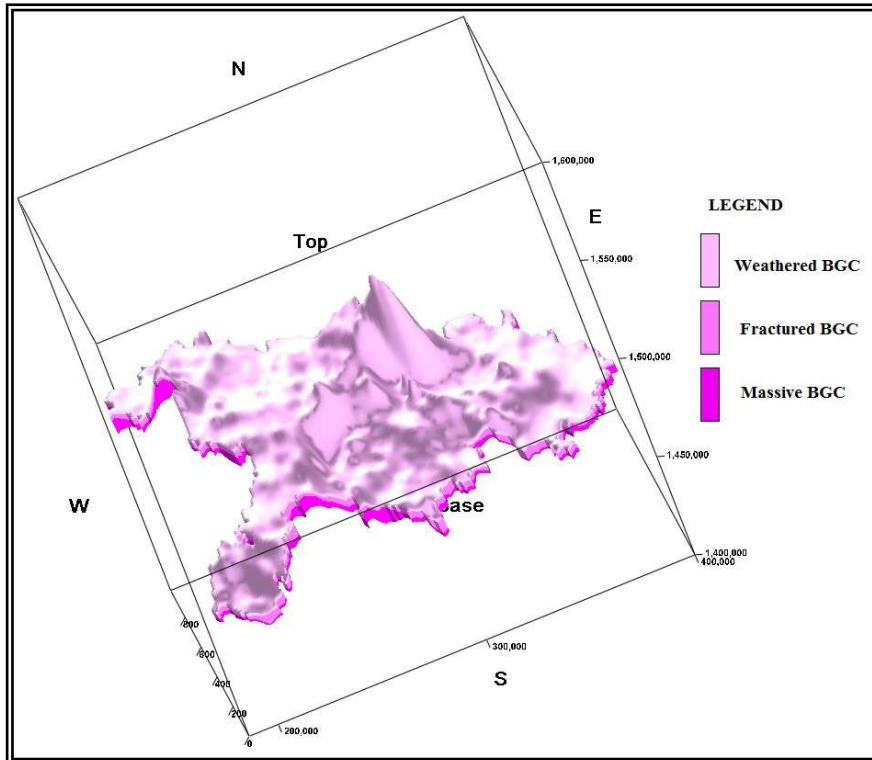 N
1,600,000
E
LEGEND
Top
1,550,000
Weathered BGC
Fractured BGC
1,500,000
Massive BGC
1,450,000
W
Base
1,400,000
400,000
800
600
300,000
400
S
200
200,000
0